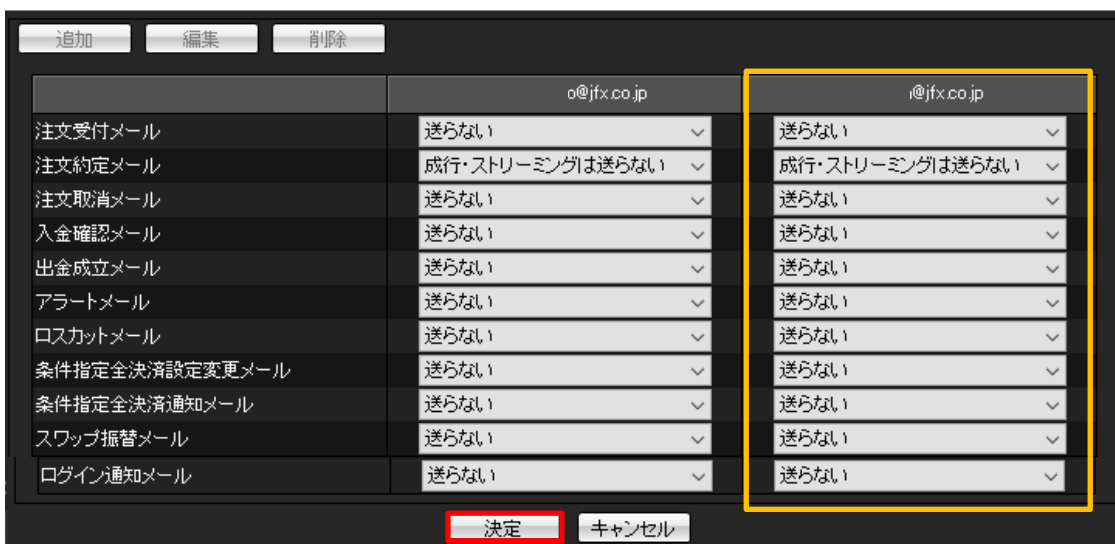 追加 編集 削除
o@jfx.co.jp @jfx.co.jp
注文受付メール 送らない 送らない
注文約定メール 成行・ストリーミングは送らない 成行・ストリーミングは送らない
注文取消メール 送らない 送らない
入金確認メール 送らない 送らない
出金成立メール 送らない 送らない
アラートメール 送らない 送らない
ロスカットメール 送らない 送らない
条件指定全決済設定変更メール 送らない 送らない
条件指定全決済通知メール 送らない 送らない
スワップ振替メール 送らない 送らない
ログイン通知メール 送らない 送らない
決定 キャンセル